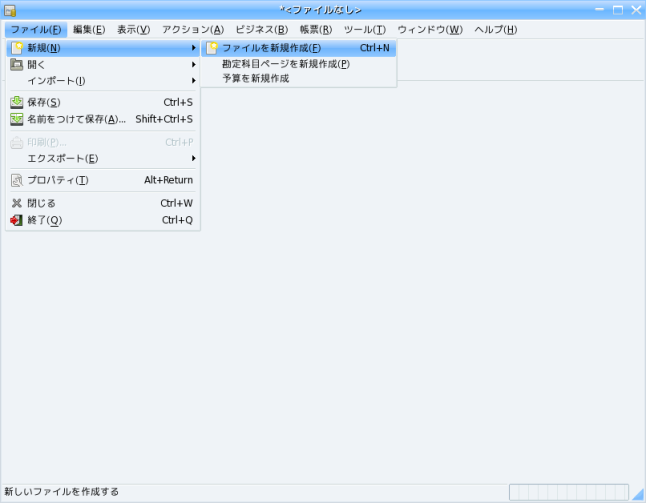 *<ファイルなし>
ファイル(F) 編集(E) 表示(V) アクション(A) ビジネス(B) 帳票(R) ツール(T) ウィンドウ(W) ヘルプ(H)
新規(N)
ファイルを新規作成(F) Ctrl+N
開く
勘定科目ページを新規作成(P)
インポート(I)
予算を新規作成
保存(S) Ctrl+S
名前をつけて保存(A)... Shift+Ctrl+S
印刷(P)... Ctrl+P
エクスポート(E)
プロパティ(T) Alt+Return
閉じる Ctrl+W
終了(Q) Ctrl+Q
新しいファイルを作成する